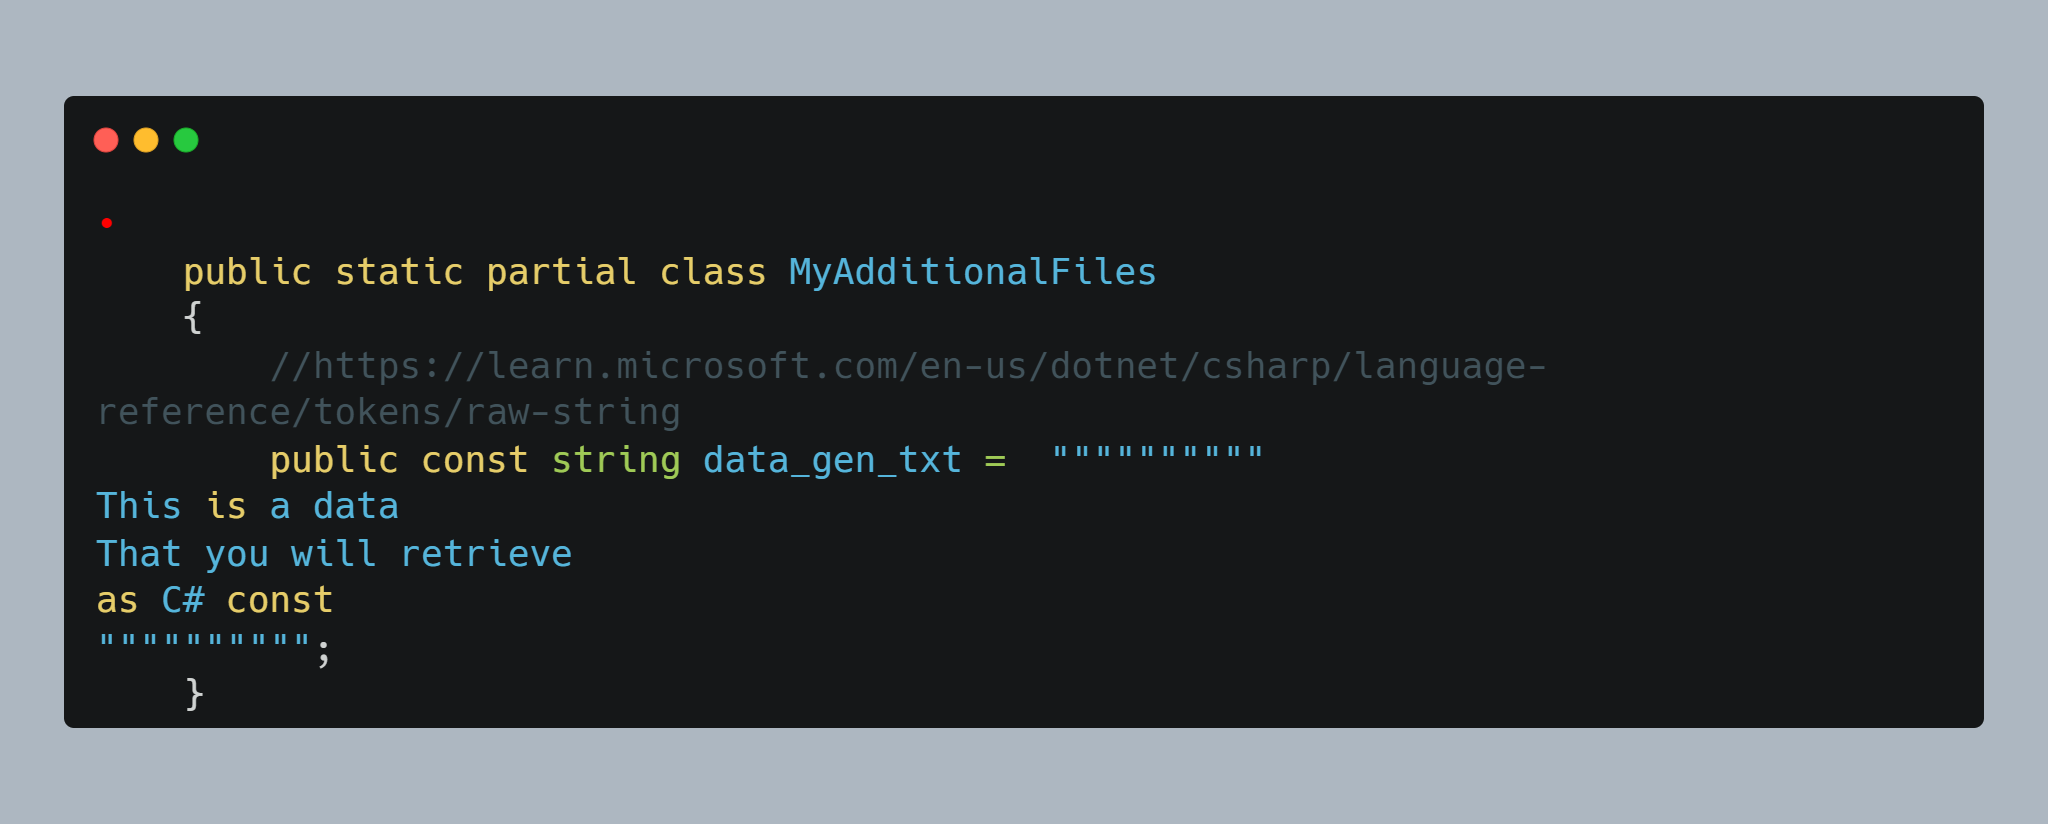 public static partial class MyAdditionalFiles
{
//https://learn.microsoft.com/en-us/dotnet/csharp/language-
reference/tokens/raw-string
public const string data_gen_txt =  """"""""""
This is a data
That you will retrieve
as C# const
"""""""""";
}